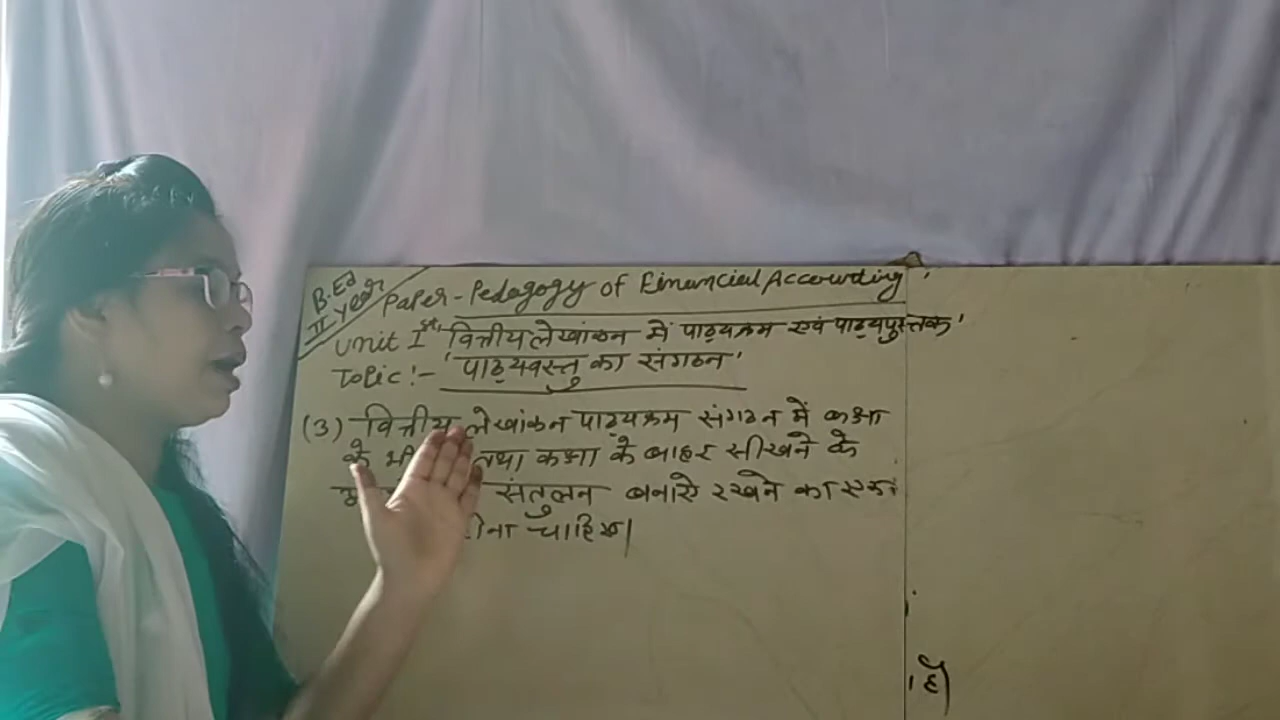 B.Ed
II year
Paper - Pedagogy of Financial Accounting'
Unit Ist 'वित्तीय लेखांकन में पाठ्यक्रम एवं पाठ्यपुस्तक'
Topic:- 'पाठ्यवस्तु का संगठन'
(3) वित्तीय लेखांकन पाठ्यक्रम संगठन में कक्षा
के तथा कक्षा के बाहर सीखने के
संतुलन बनाऐ रखने का एक
चाहिए।
है।